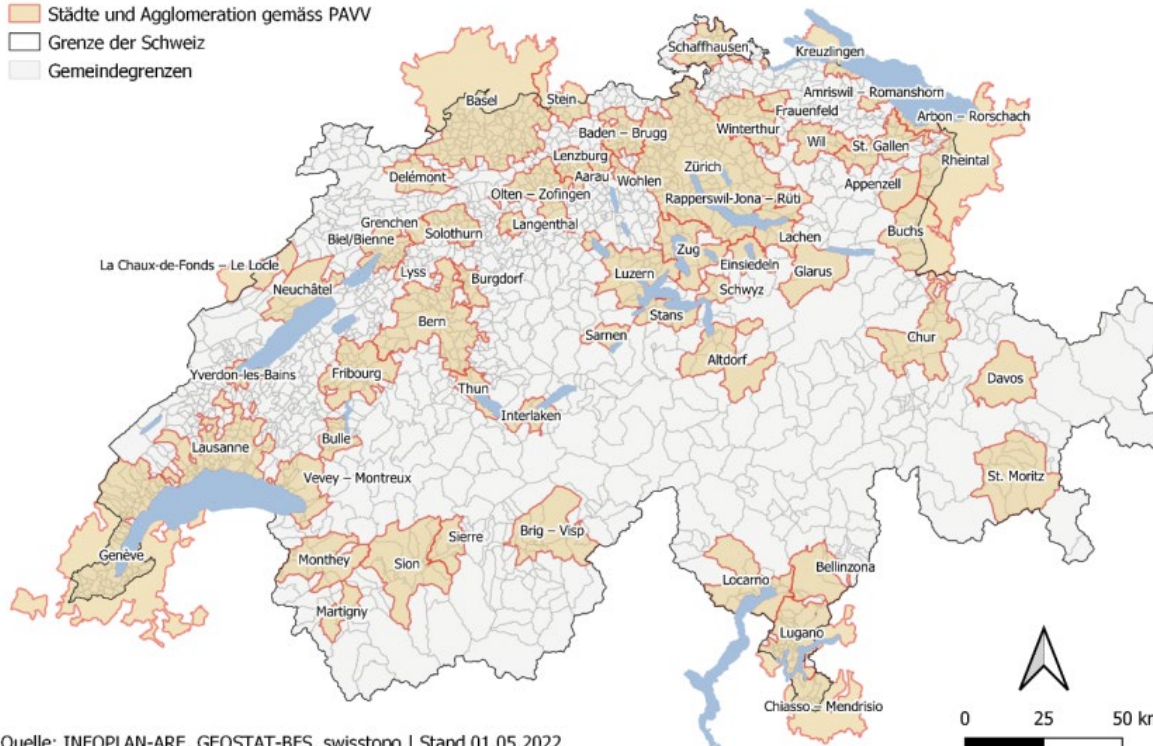 Städte und Agglomeration gemäss PAVV
Grenze der Schweiz
Gemeindegrenzen
Schaffhausen
Kreuzlingen
Basel
Stein
Amriswil – Romanshorn
Frauenfeld
Arbon – Rorschach
Baden – Brugg
Winterthur
Wil
St. Gallen
Lenzburg
Rheintal
Delémont
Aarau
Wohlen
Zürich
Appenzell
Olten – Zofingen
Rapperswil-Jona – Rüti
Grenchen
Langenthal
Solothurn
Buchs
Biel/Bienne
Lachen
Zug
La Chaux-de-Fonds – Le Locle
Einsiedeln
Lyss
Burgdorf
Luzern
Glarus
Neuchâtel
Schwyz
Stans
Bern
Sarnen
Chur
Altdorf
Yverdon-les-Bains
Fribourg
Davos
Thun
Interlaken
Bulle
Lausanne
Vevey – Montreux
St. Moritz
Brig – Visp
Sierre
Genève
Monthey
Sion
Bellinzona
Locarno
Martigny
Lugano
Chiasso – Mendrisio
0 25 50 km
Quelle: INFOPLAN-ARE, GEOSTAT-BFS, swisstopo | Stand 01.05.2022